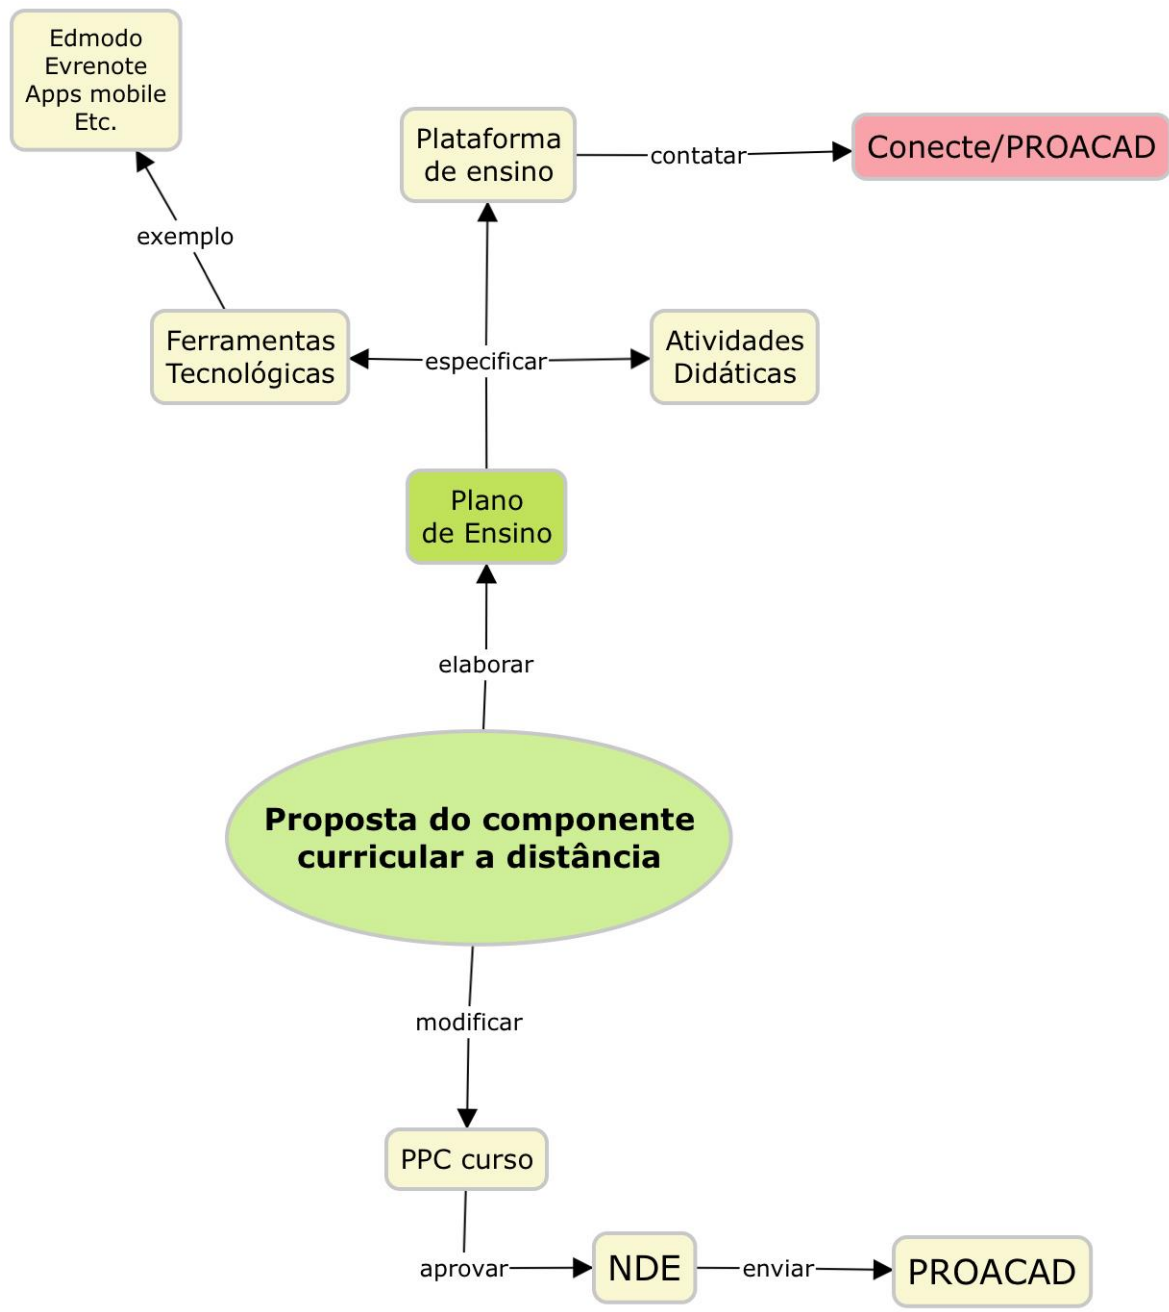 Edmodo
Evrenote
Apps mobile
Etc.
Plataforma
de ensino
contatar
Conecte/PROACAD
exemplo
Ferramentas
Tecnológicas
especificar
Atividades
Didáticas
Plano
de Ensino
elaborar
Proposta do componente
curricular a distância
modificar
PPC curso
aprovar
NDE
enviar
PROACAD